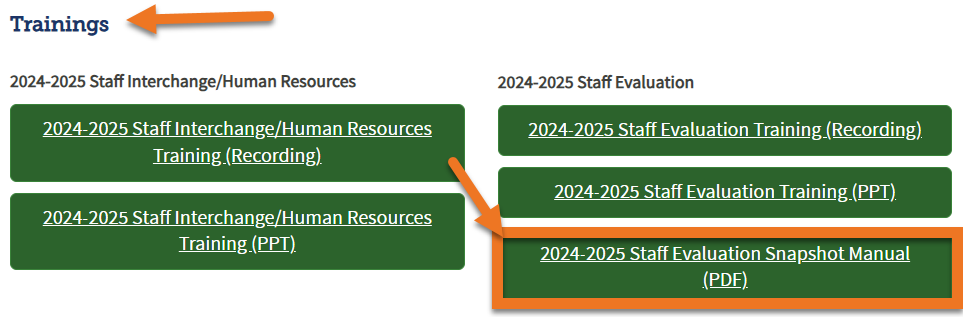 Trainings
2024-2025 Staff Interchange/Human Resources
2024-2025 Staff Interchange/Human Resources
Training (Recording)
2024-2025 Staff Interchange/Human Resources
Training (PPT)
2024-2025 Staff Evaluation
2024-2025 Staff Evaluation Training (Recording)
2024-2025 Staff Evaluation Training (PPT)
2024-2025 Staff Evaluation Snapshot Manual
(PDF)